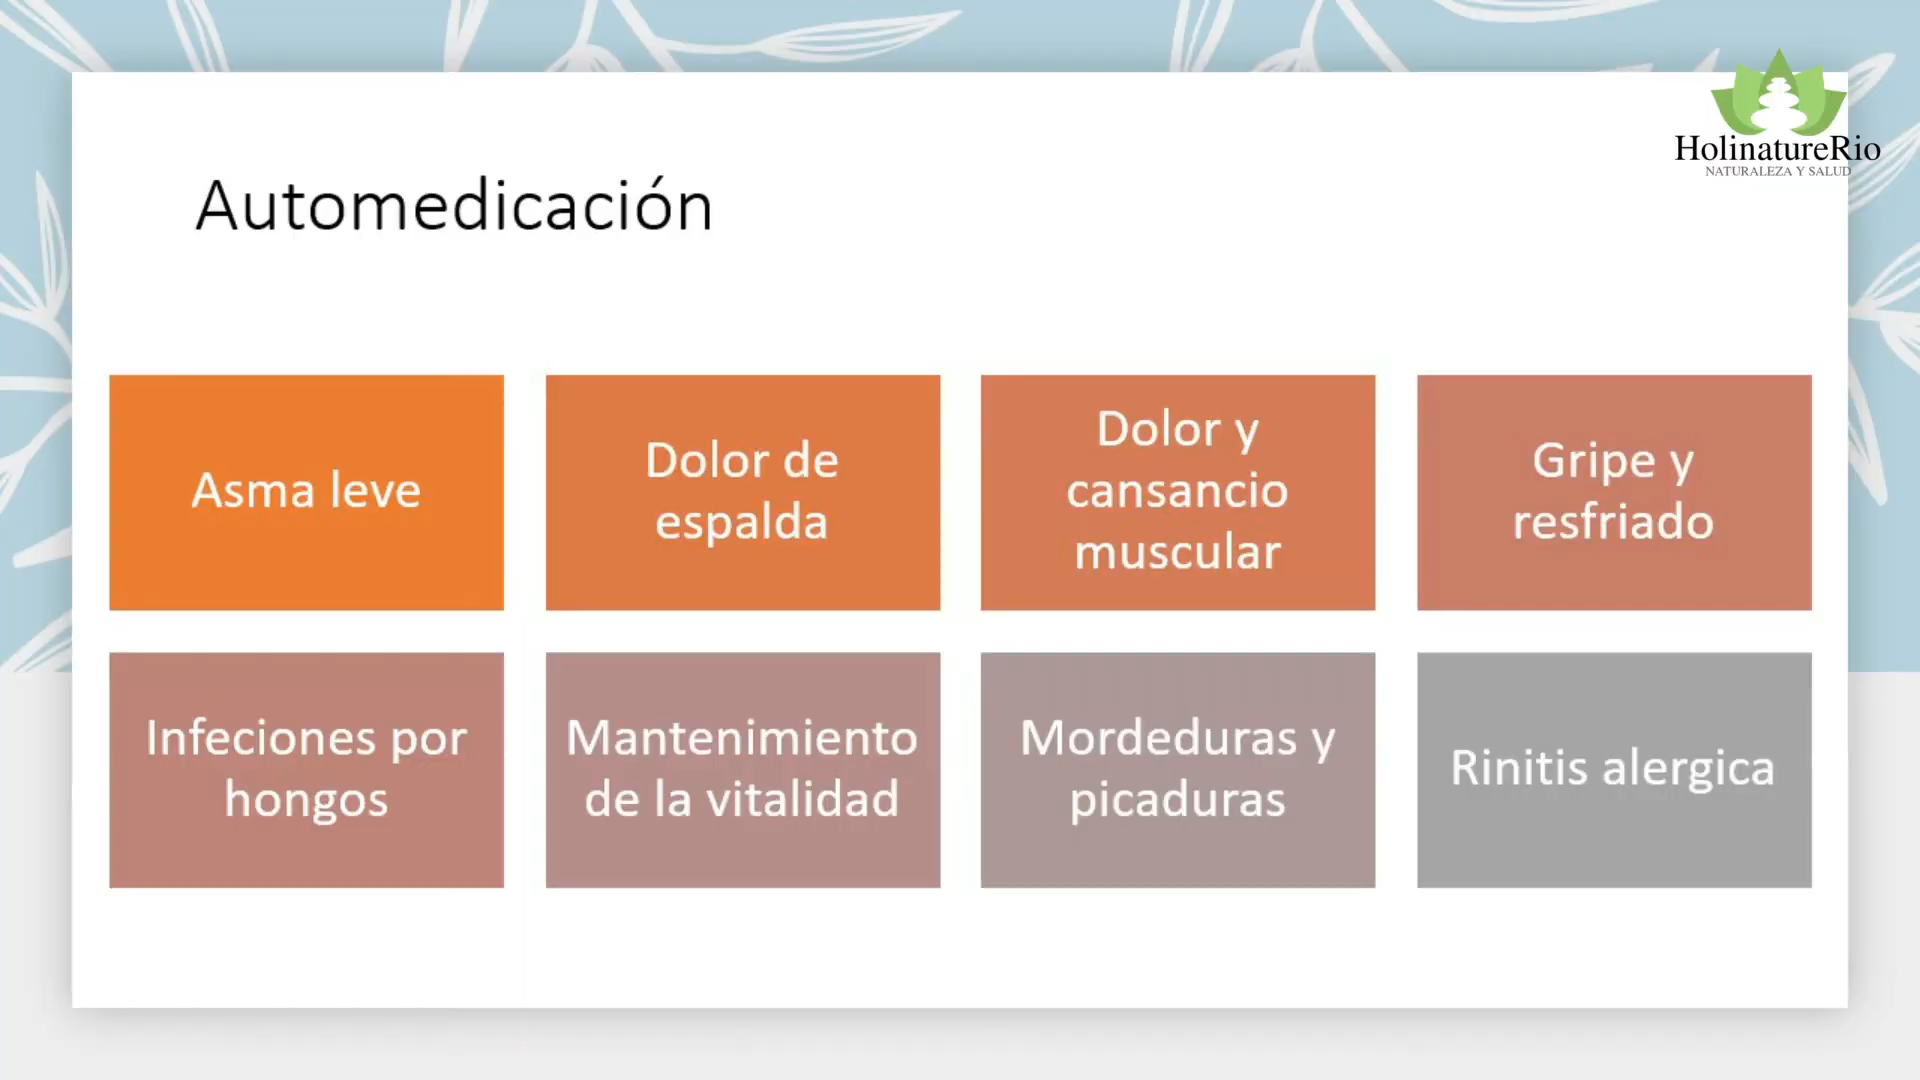 HolinatureRio
NATURALEZA Y SALUD
Automedicación
Asma leve
Dolor de
espalda
Dolor y
cansancio
muscular
Gripe y
resfriado
Infeciones por
hongos
Mantenimiento
de la vitalidad
Mordeduras y
picaduras
Rinitis alergica